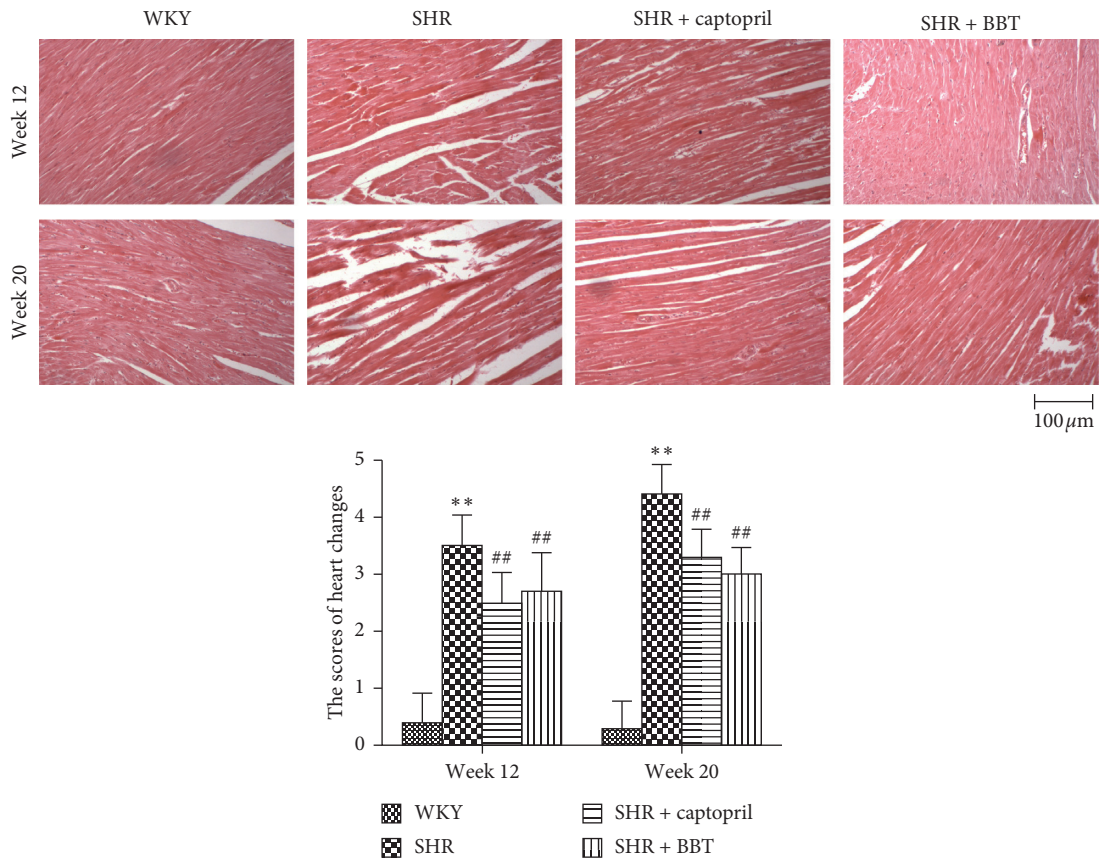 WKY
SHR
SHR + captopril
SHR + BBT
Week 12
Week 20
100 μm
The scores of heart changes
5
4
3
2
1
0
**
##
##
**
##
##
Week 12
Week 20
WKY
SHR + captopril
SHR
SHR + BBT